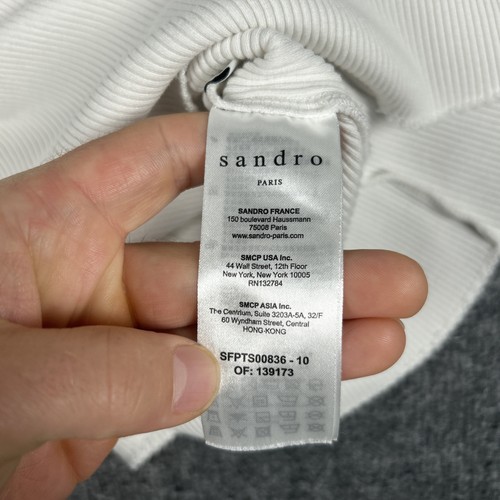 sandro
PARIS
SANDRO FRANCE
150 boulevard Haussmann
75008 Paris
www.sandro-paris.com
SMCP USA Inc.
44 Wall Street, 12th Floor
New York, New York 10005
RN132784
SMCP ASIA Inc.
The Centrium, Suite 3203A-5A, 32/F
60 Wyndham Street, Central
HONG-KONG
SFPTS00836 - 10
OF: 139173